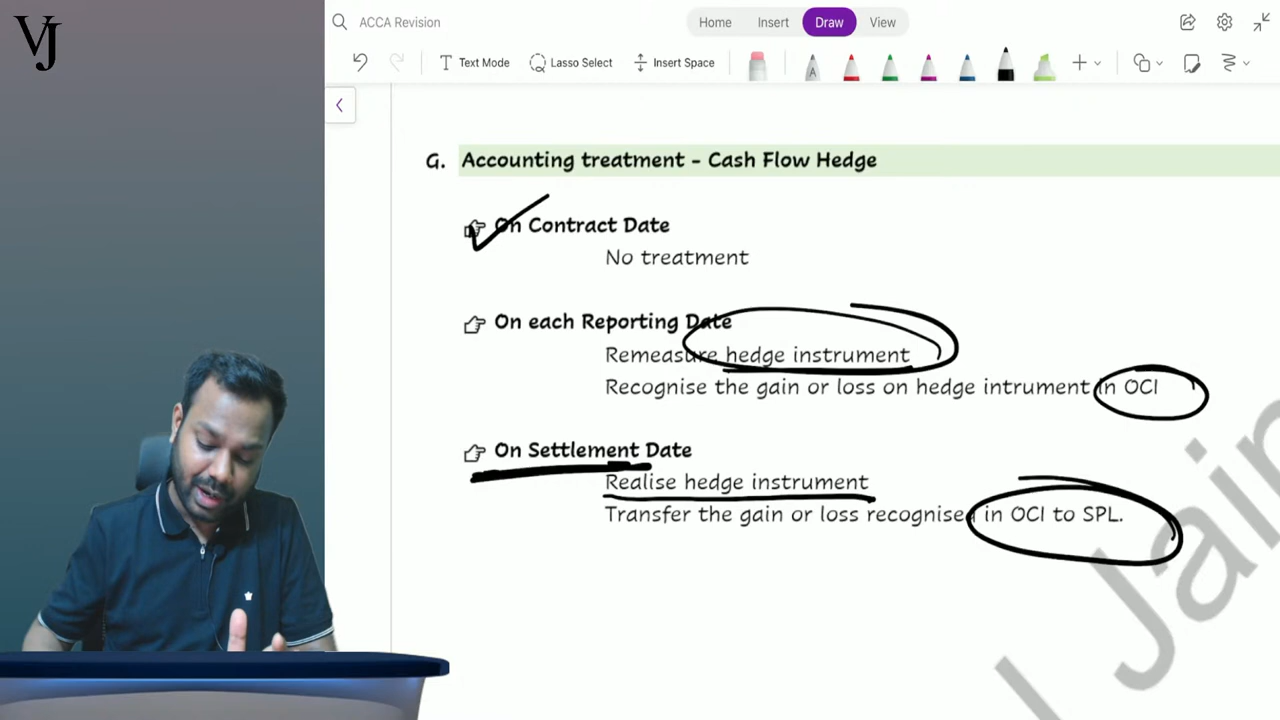 VJ
ACCA Revision
Home Insert Draw View
Text Mode Lasso Select Insert Space
G. Accounting treatment - Cash Flow Hedge
On Contract Date
No treatment
On each Reporting Date
Remeasure hedge instrument
Recognise the gain or loss on hedge intrument in OCI
On Settlement Date
Realise hedge instrument
Transfer the gain or loss recognised in OCI to SPL.
Jain